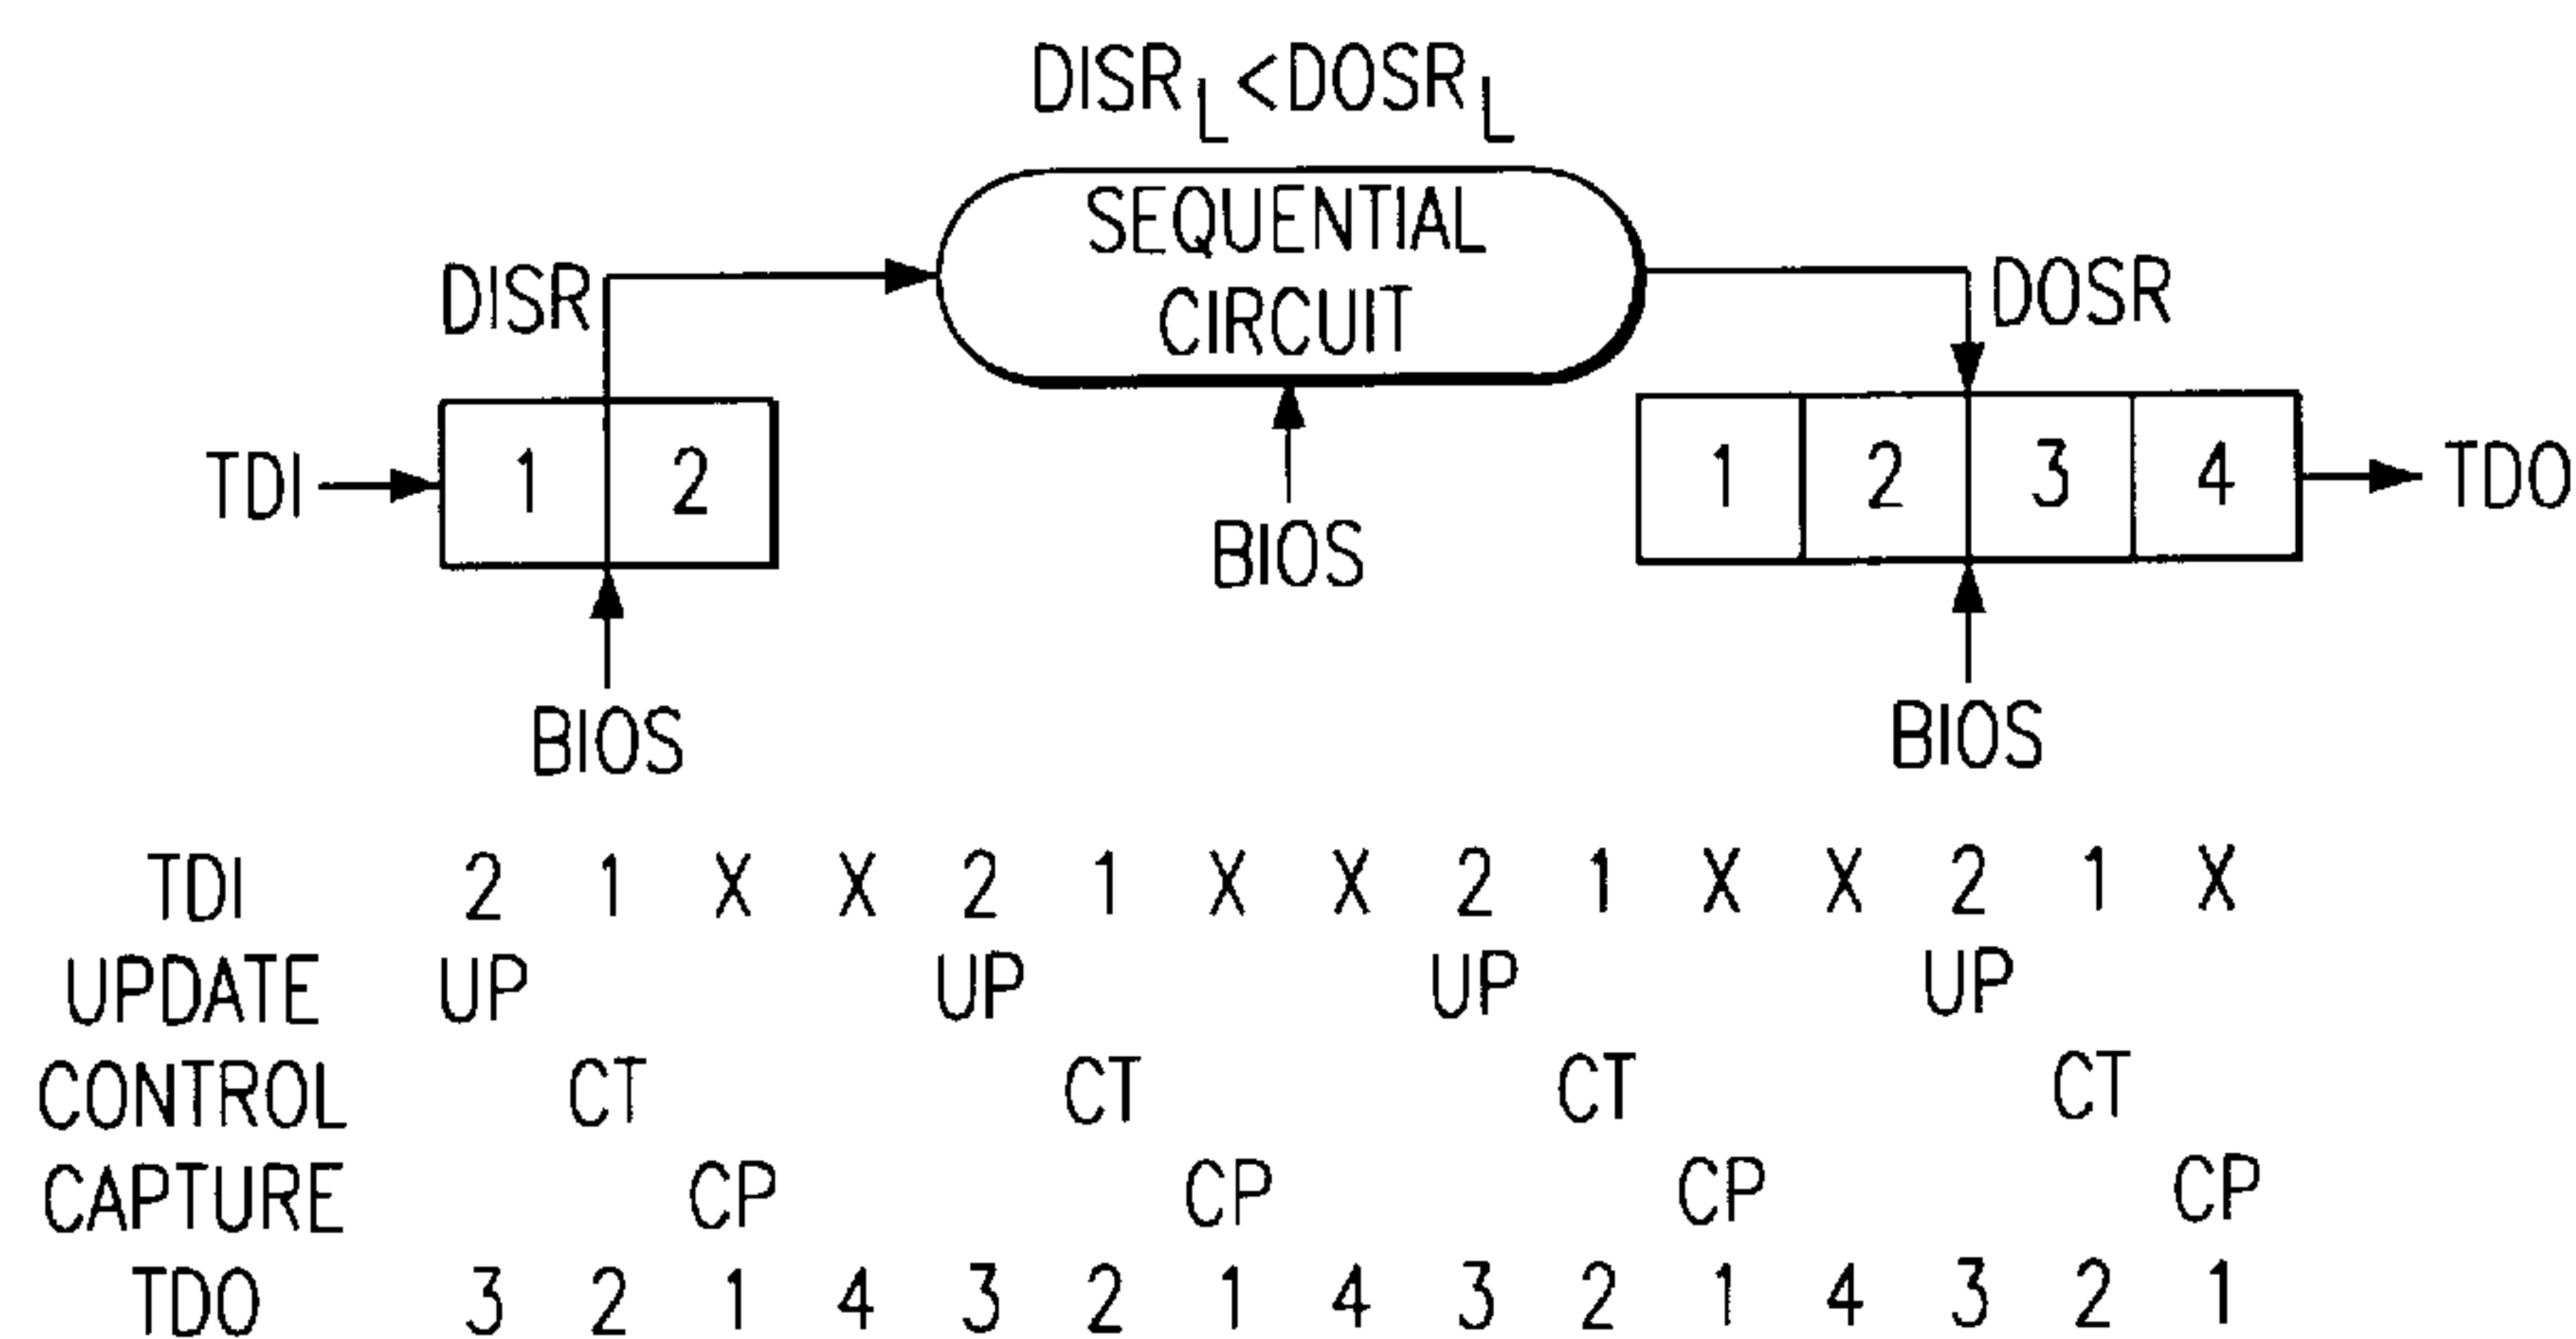 DISRL<DOSRL
SEQUENTIAL
CIRCUIT
DISR
DOSR
TDI
1 2
1 2 3 4
TDO
BIOS
BIOS
BIOS
TDI 2 1 X X 2 1 X X 2 1 X X 2 1 X
UPDATE UP UP UP UP
CONTROL CT CT CT CT
CAPTURE CP CP CP CP
TDO 3 2 1 4 3 2 1 4 3 2 1 4 3 2 1